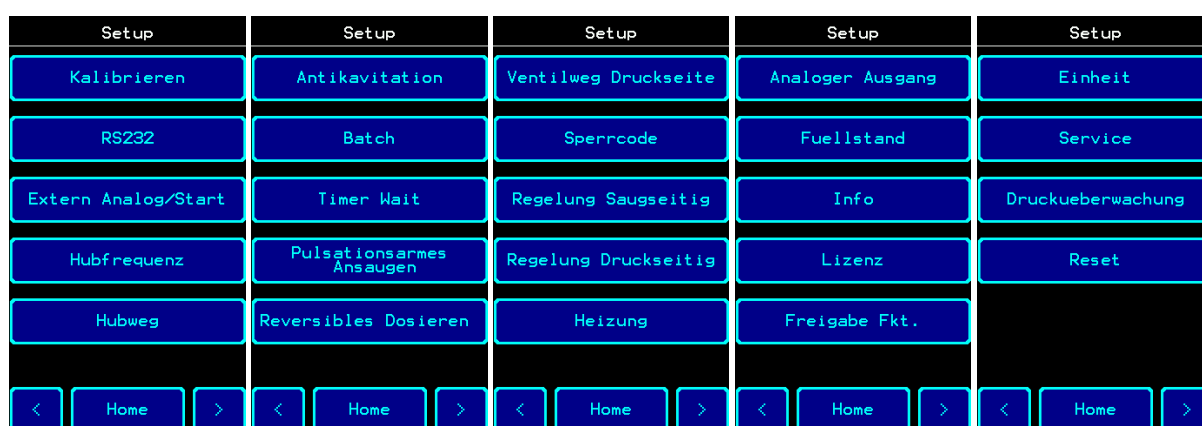 Setup
Kalibrieren
RS232
Extern Analog/Start
Hubfrequenz
Hubweg
< Home >
Setup
Antikavitation
Batch
Timer Wait
Pulsationsarmes
Ansaugen
Reversibles Dosieren
< Home >
Setup
Ventilweg Druckseite
Sperrcode
Regelung Saugseitig
Regelung Druckseitig
Heizung
< Home >
Setup
Analoger Ausgang
Fuellstand
Info
Lizenz
Freigabe Fkt.
< Home >
Setup
Einheit
Service
Druckueberwachung
Reset
< Home >